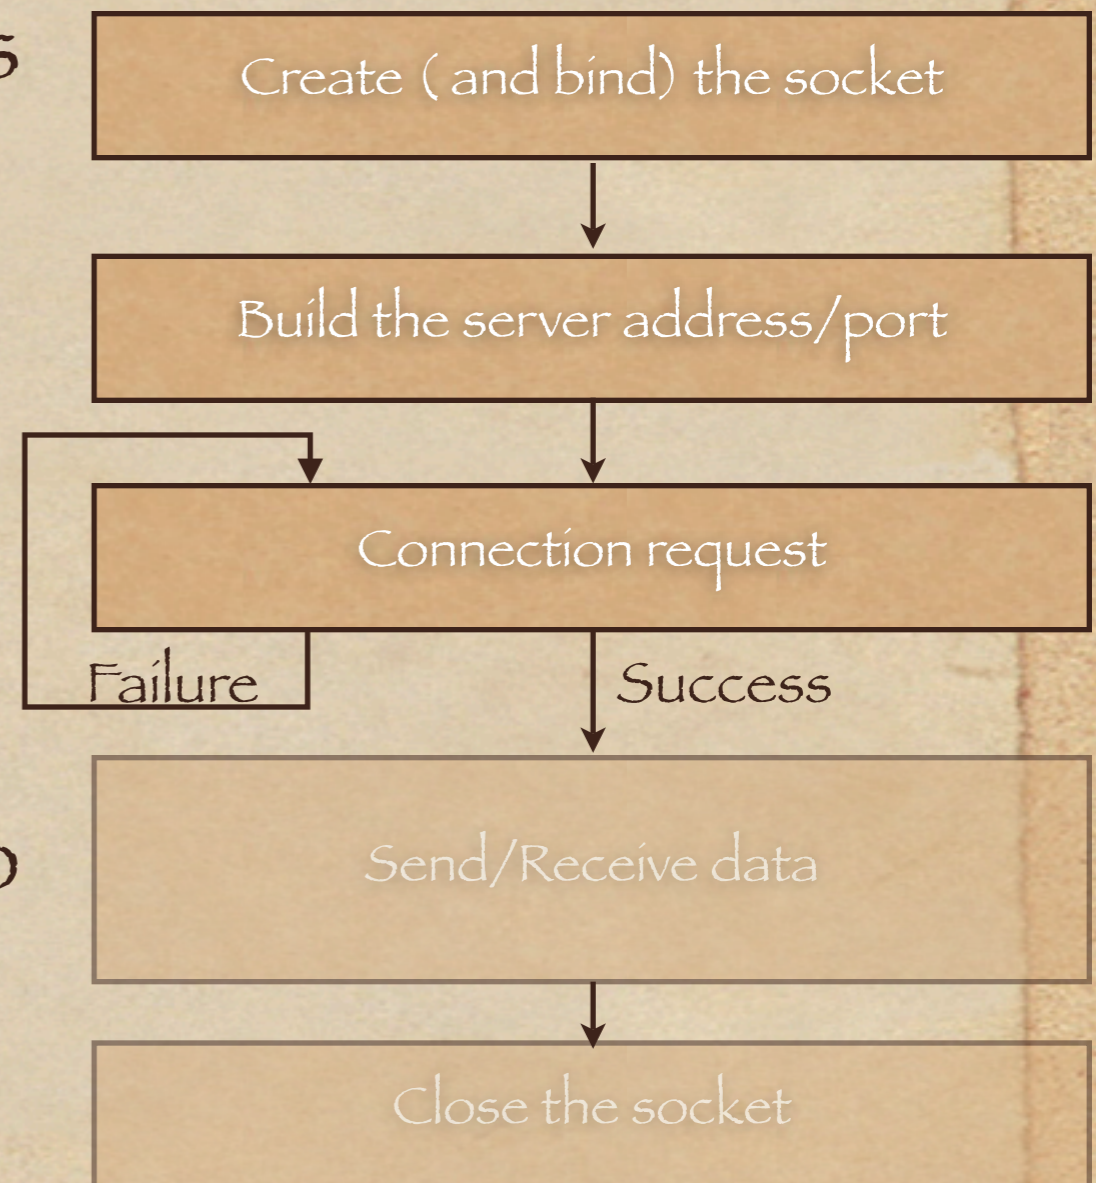 s
Create ( and bind) the socket
Build the server address/port
Connection request
Failure
Success
Send/Receive data
Close the socket